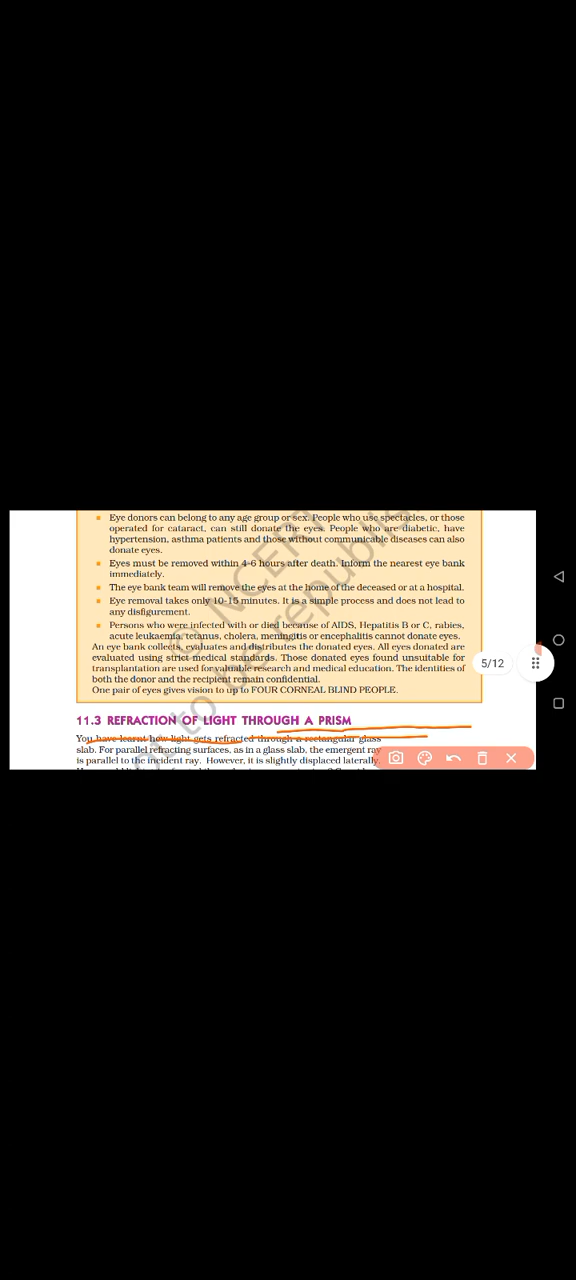 Eye donors can belong to any age group or sex. People who use spectacles, or those
operated for cataract, can still donate the eyes. People who are diabetic, have
hypertension, asthma patients and those without communicable diseases can also
donate eyes.
Eyes must be removed within 4-6 hours after death. Inform the nearest eye bank
immediately.
The eye bank team will remove the eyes at the home of the deceased or at a hospital.
Eye removal takes only 10-15 minutes. It is a simple process and does not lead to
any disfigurement.
Persons who were infected with or died because of AIDS, Hepatitis B or C, rabies,
acute leukaemia, tetanus, cholera, meningitis or encephalitis cannot donate eyes.
An eye bank collects, evaluates and distributes the donated eyes. All eyes donated are
evaluated using strict medical standards. Those donated eyes found unsuitable for
transplantation are used for valuable research and medical education. The identities of
both the donor and the recipient remain confidential.
One pair of eyes gives vision to up to FOUR CORNEAL BLIND PEOPLE.
5/12
11.3 REFRACTION OF LIGHT THROUGH A PRISM
You have learnt how light gets refracted through a rectangular glass
slab. For parallel refracting surfaces, as in a glass slab, the emergent ray
is parallel to the incident ray. However, it is slightly displaced laterally.
© NCERT